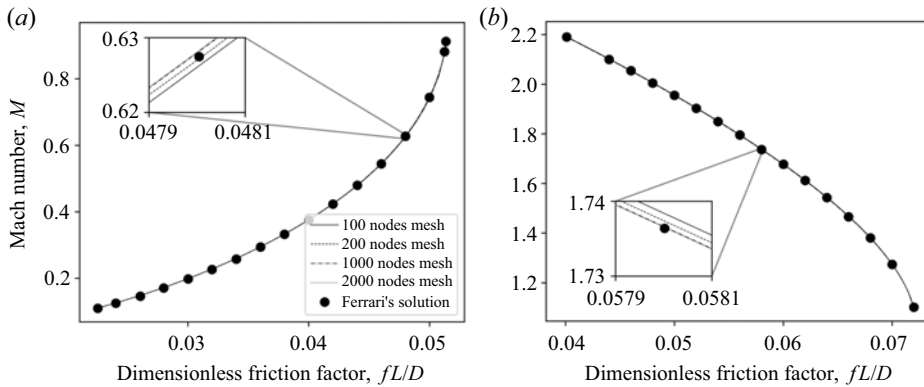 (a)
0.8
0.6
0.4
0.2
Mach number, M
0.63
0.62
0.0479
0.0481
100 nodes mesh
200 nodes mesh
1000 nodes mesh
2000 nodes mesh
Ferrari's solution
0.03
0.04
0.05
Dimensionless friction factor, fL/D
(b)
2.2
2.0
1.8
1.6
1.4
1.2
1.74
1.73
0.0579
0.0581
0.04
0.05
0.06
0.07
Dimensionless friction factor, fL/D